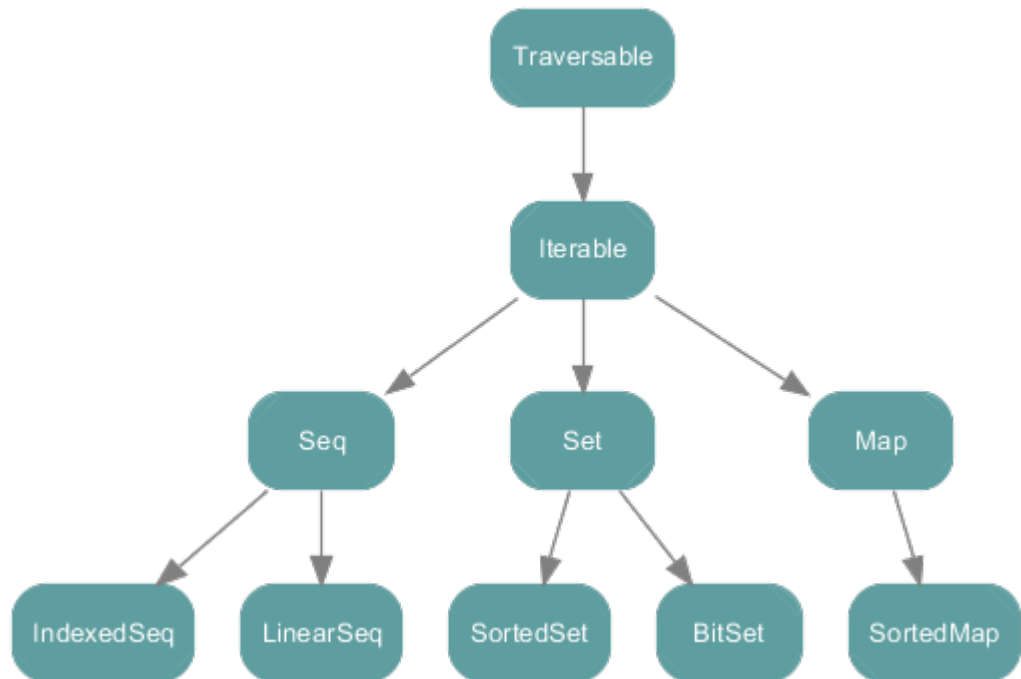 Traversable
Iterable
Seq
Set
Map
IndexedSeq
LinearSeq
SortedSet
BitSet
SortedMap